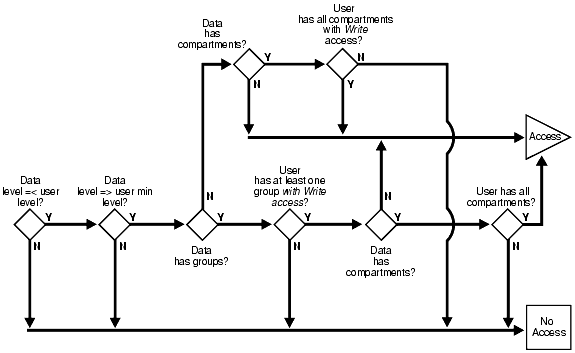 Data
has
compartments?
User
has all compartments
with Write
access?
Y
N
Y
N
Access
Data
level =< user
level?
Data
level => user min
level?
User
has at least one
group with Write
access?
User has all
compartments?
Y
N
Y
N
N
Y
Data
has groups?
Y
N
N
Y
Data
has
compartments?
Y
N
No
Access